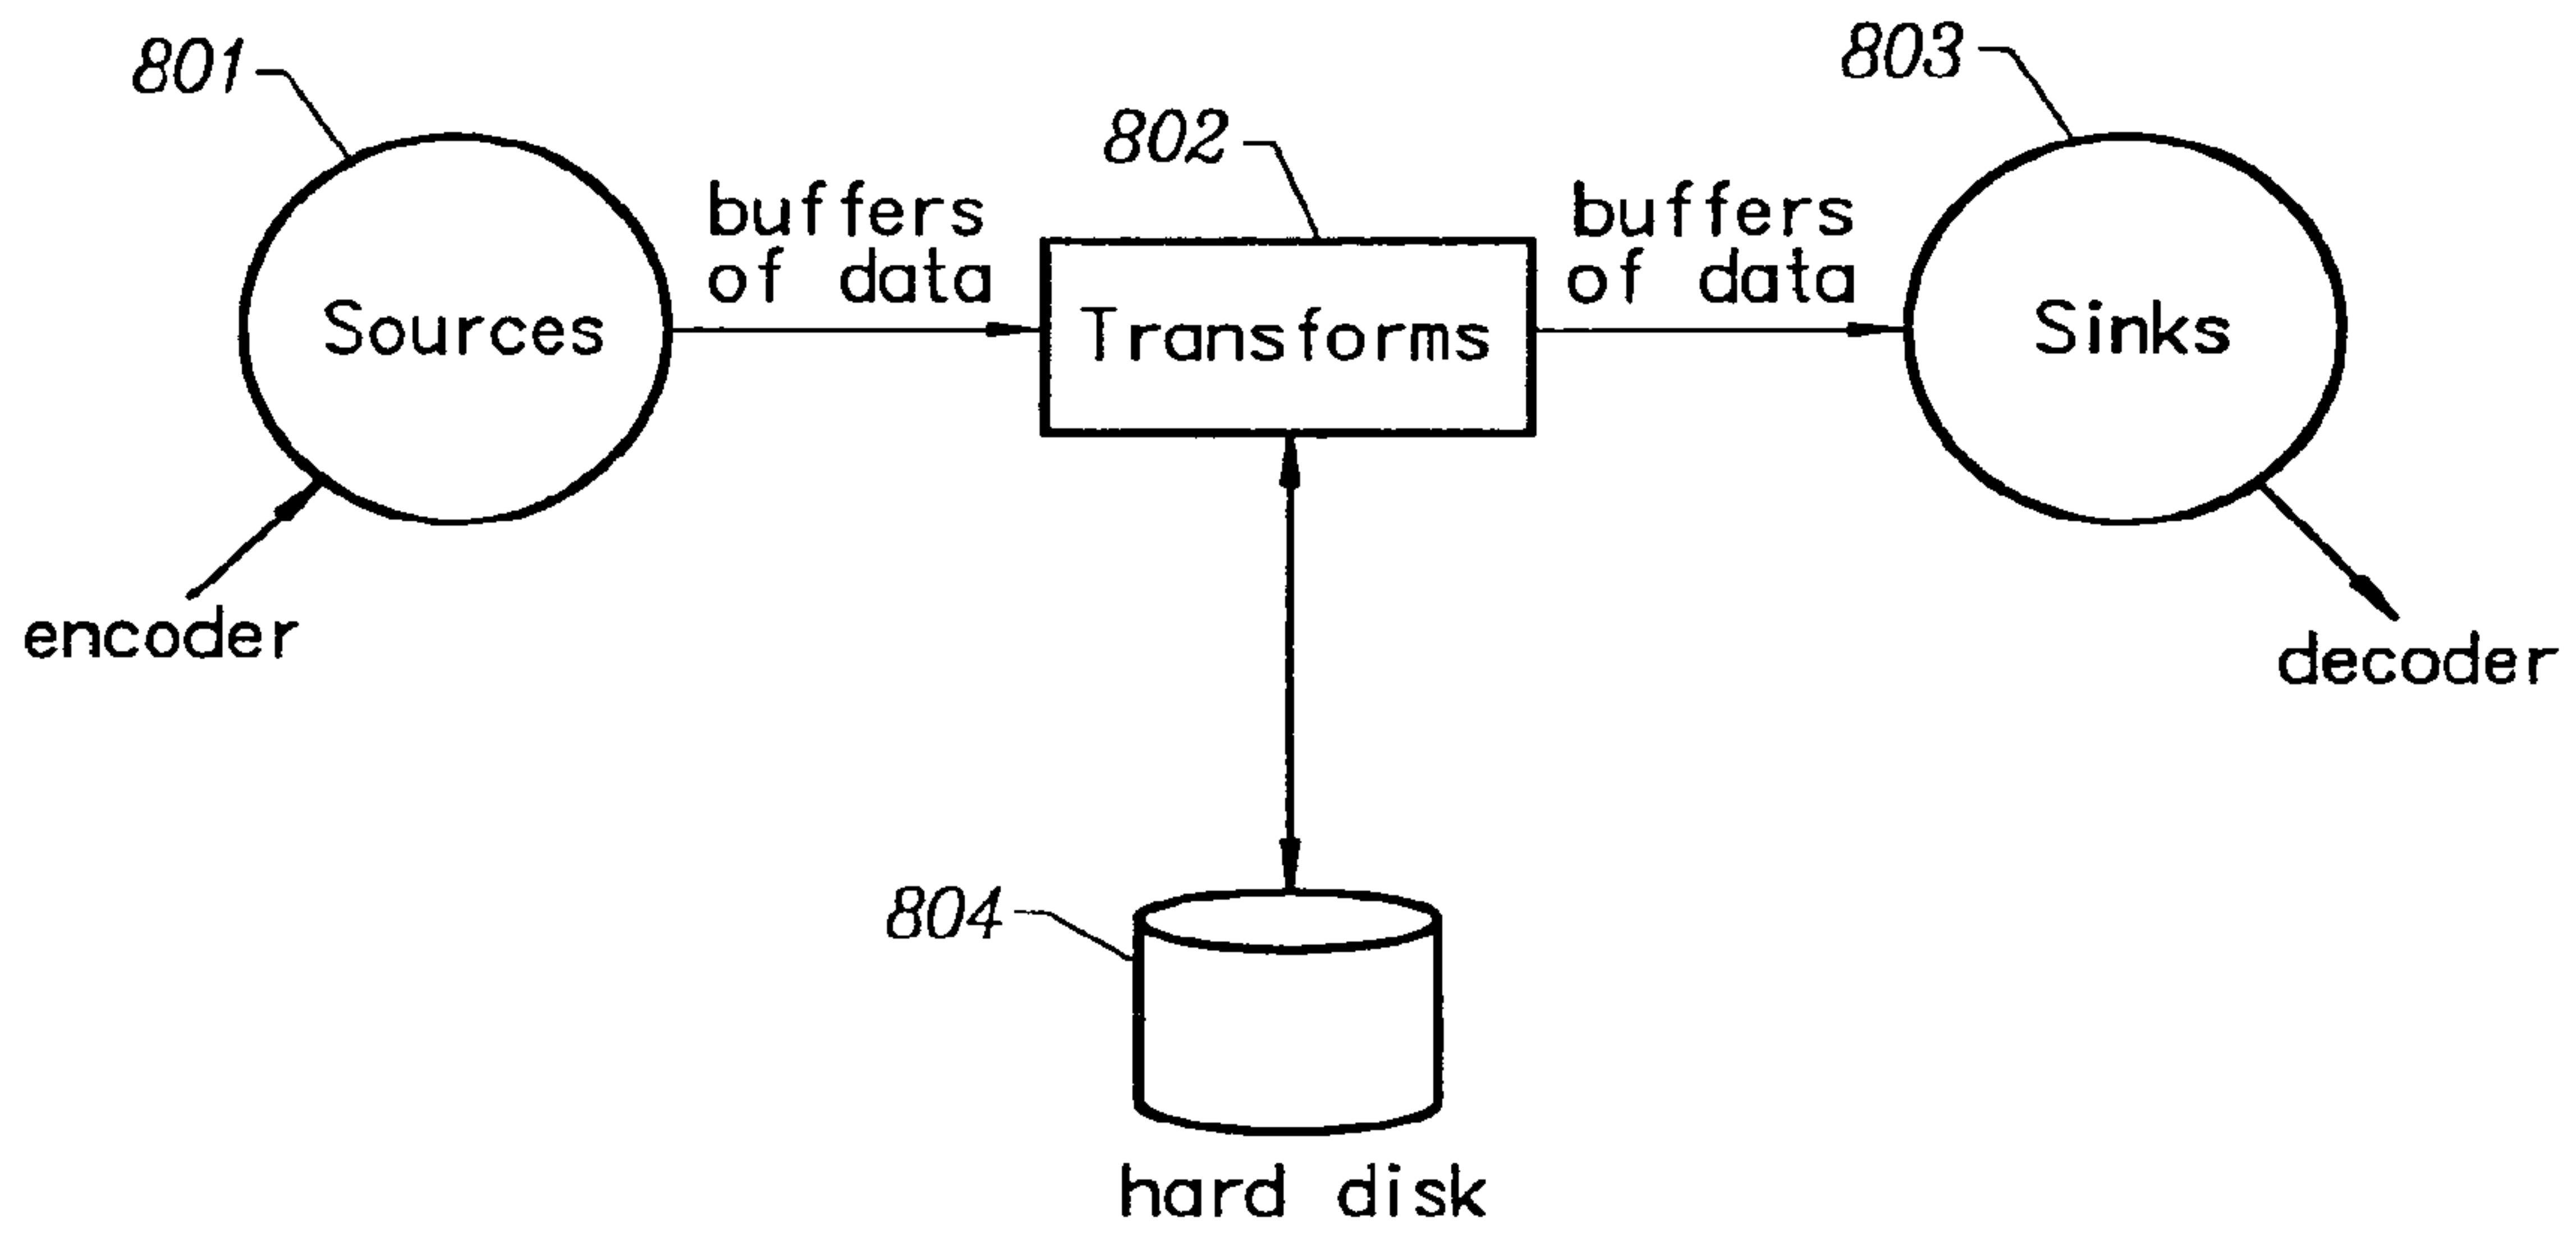 801
803
802
buffers
of data
buffers
of data
Sources
Transforms
Sinks
encoder
decoder
804
hard disk